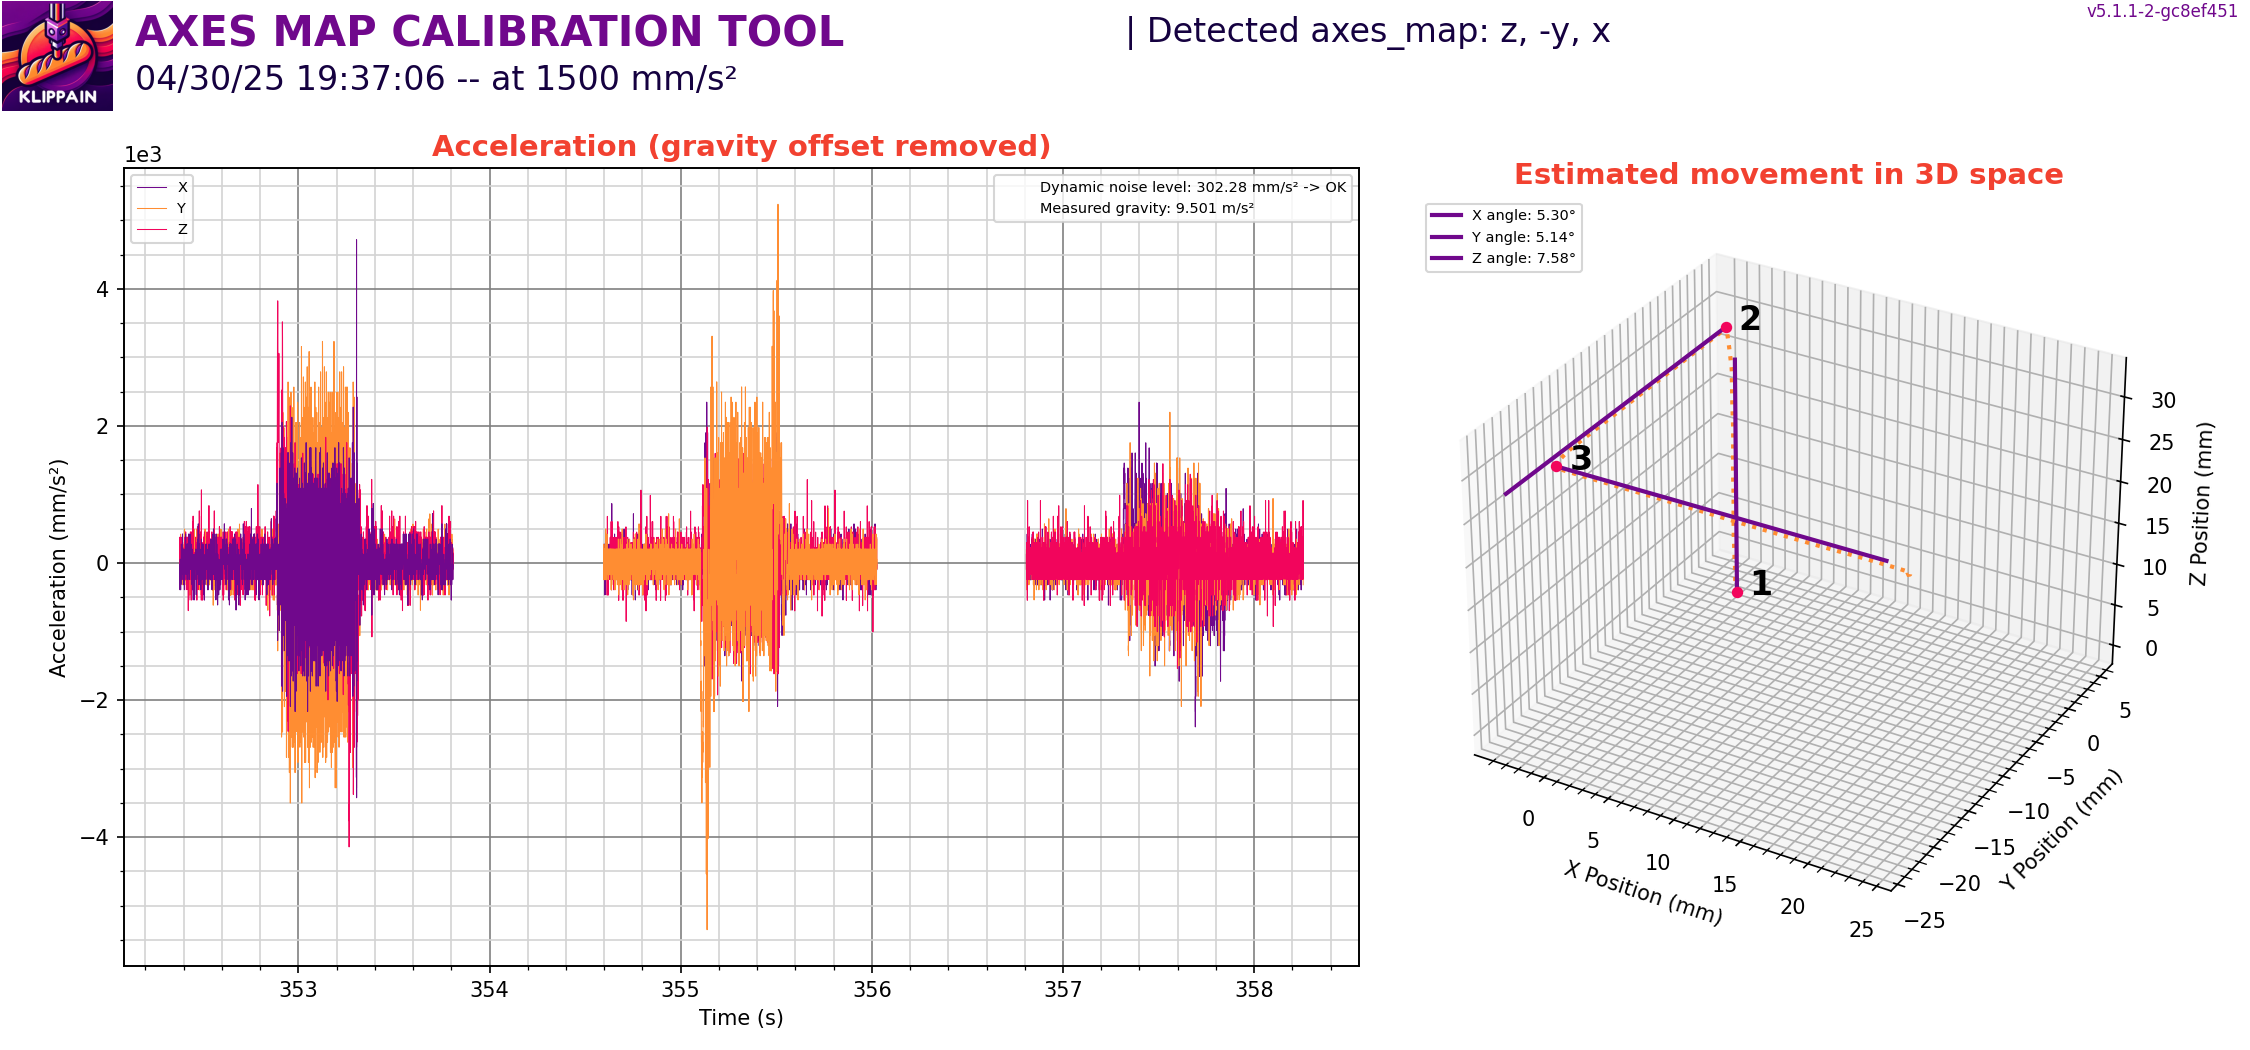 AXES MAP CALIBRATION TOOL
| Detected axes_map: z, -y, x
v5.1.1-2-gc8ef451
04/30/25 19:37:06 -- at 1500 mm/s²
KLIPPAIN
Acceleration (gravity offset removed)
1e3
X
Y
Z
Dynamic noise level: 302.28 mm/s² -> OK
Measured gravity: 9.501 m/s²
4
2
0
−2
−4
Acceleration (mm/s²)
353
354
355
356
357
358
Time (s)
Estimated movement in 3D space
X angle: 5.30°
Y angle: 5.14°
Z angle: 7.58°
2
3
1
30
25
20
15
10
5
0
Z Position (mm)
5
0
−5
−10
−15
−20
−25
Y Position (mm)
0
5
10
15
20
25
X Position (mm)